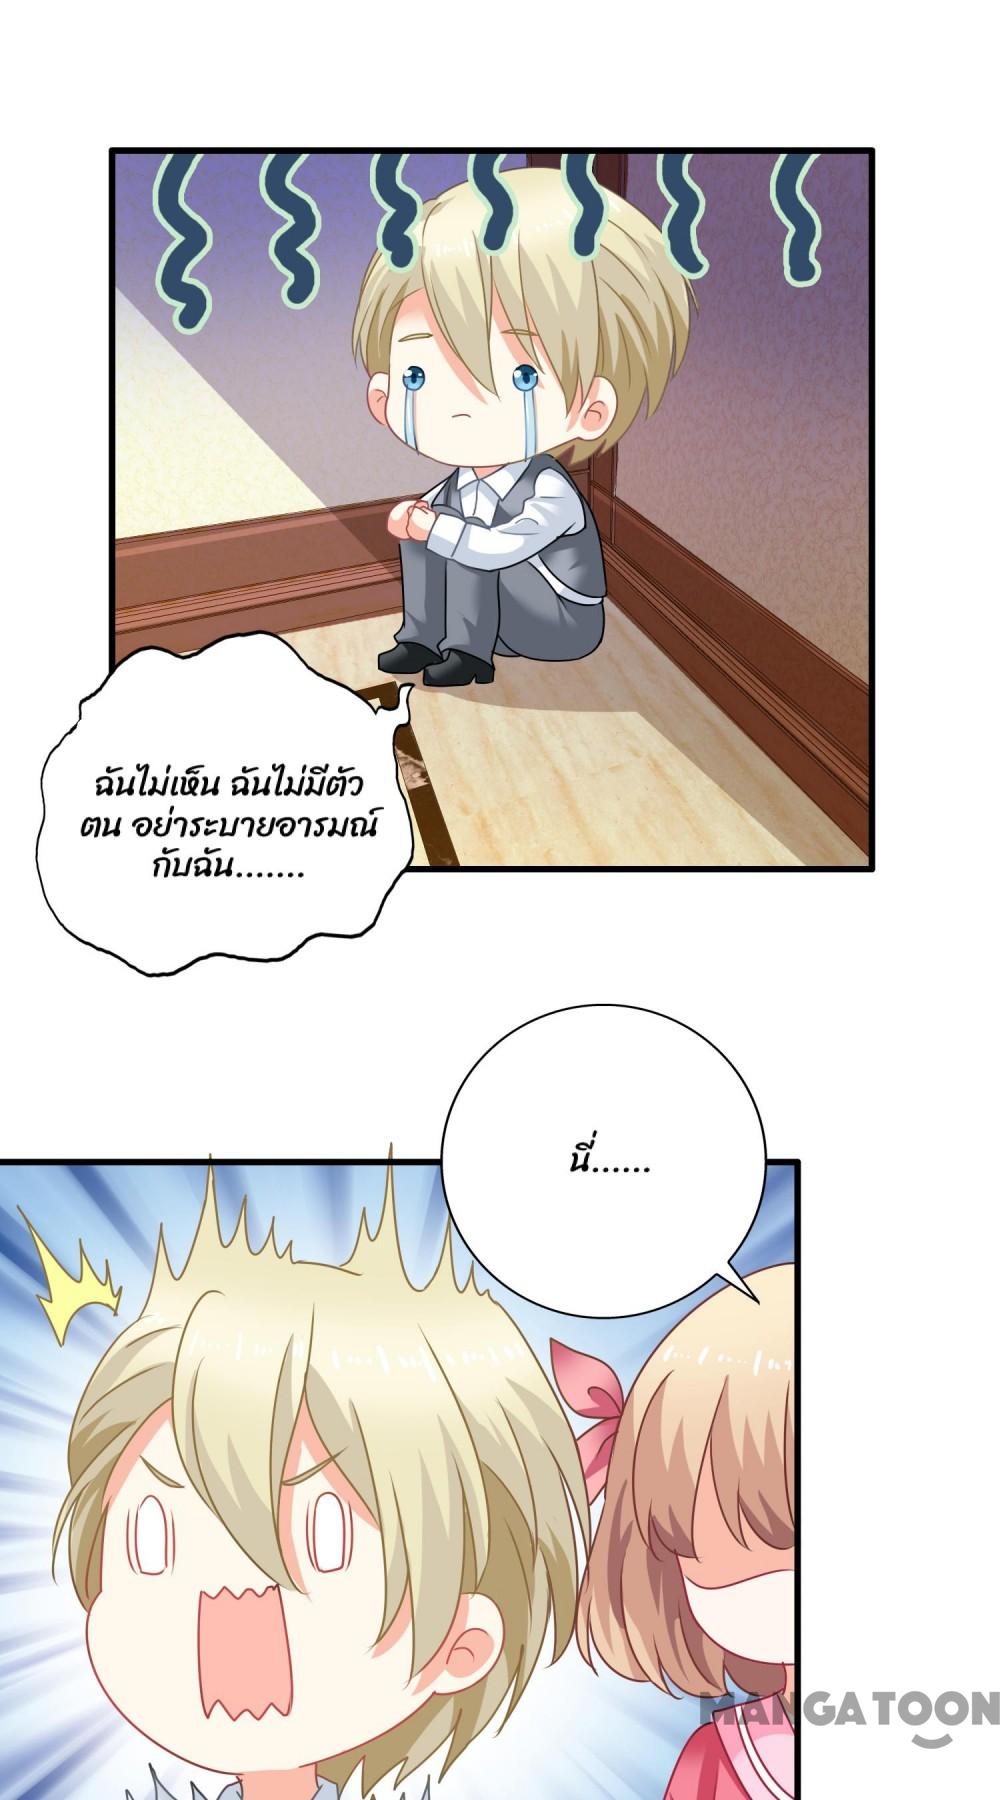 ฉันไม่เห็น ฉันไม่มีตัว
ตน อย่าระบายอารมณ์
กับฉัน.......
นี่......
MANGATOON